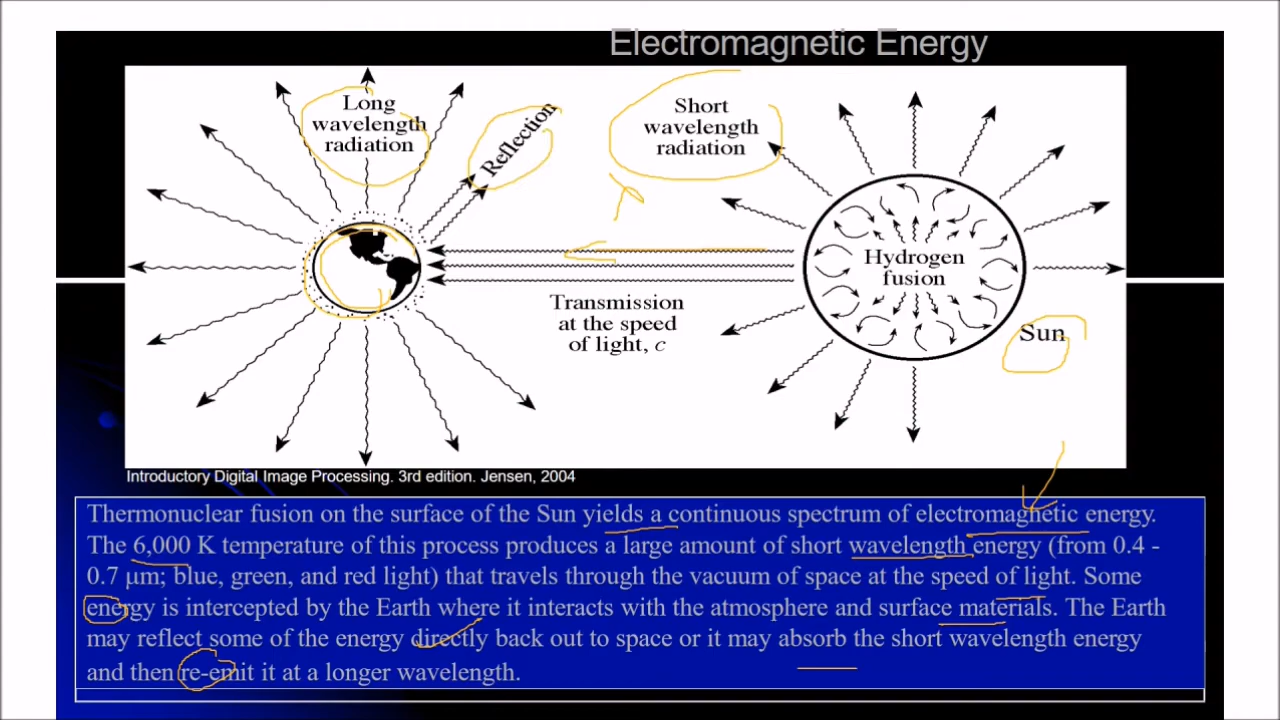 Electromagnetic Energy
Long
wavelength
radiation
Reflection
Short
wavelength
radiation
Hydrogen
fusion
Transmission
at the speed
of light, c
Sun
Introductory Digital Image Processing. 3rd edition. Jensen, 2004
Thermonuclear fusion on the surface of the Sun yields a continuous spectrum of electromagnetic energy.
The 6,000 K temperature of this process produces a large amount of short wavelength energy (from 0.4 -
0.7 µm; blue, green, and red light) that travels through the vacuum of space at the speed of light. Some
energy is intercepted by the Earth where it interacts with the atmosphere and surface materials. The Earth
may reflect some of the energy directly back out to space or it may absorb the short wavelength energy
and then re-emit it at a longer wavelength.